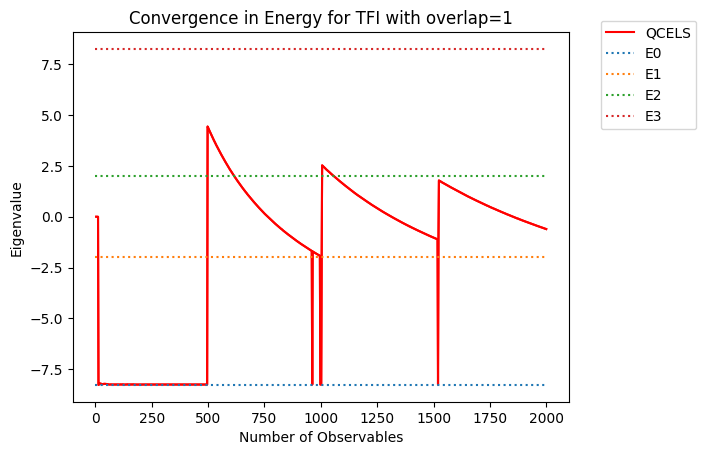 Convergence in Energy for TFI with overlap=1
QCELS
E0
E1
E2
E3
Eigenvalue
7.5
5.0
2.5
0.0
−2.5
−5.0
−7.5
0
250
500
750
1000
1250
1500
1750
2000
Number of Observables